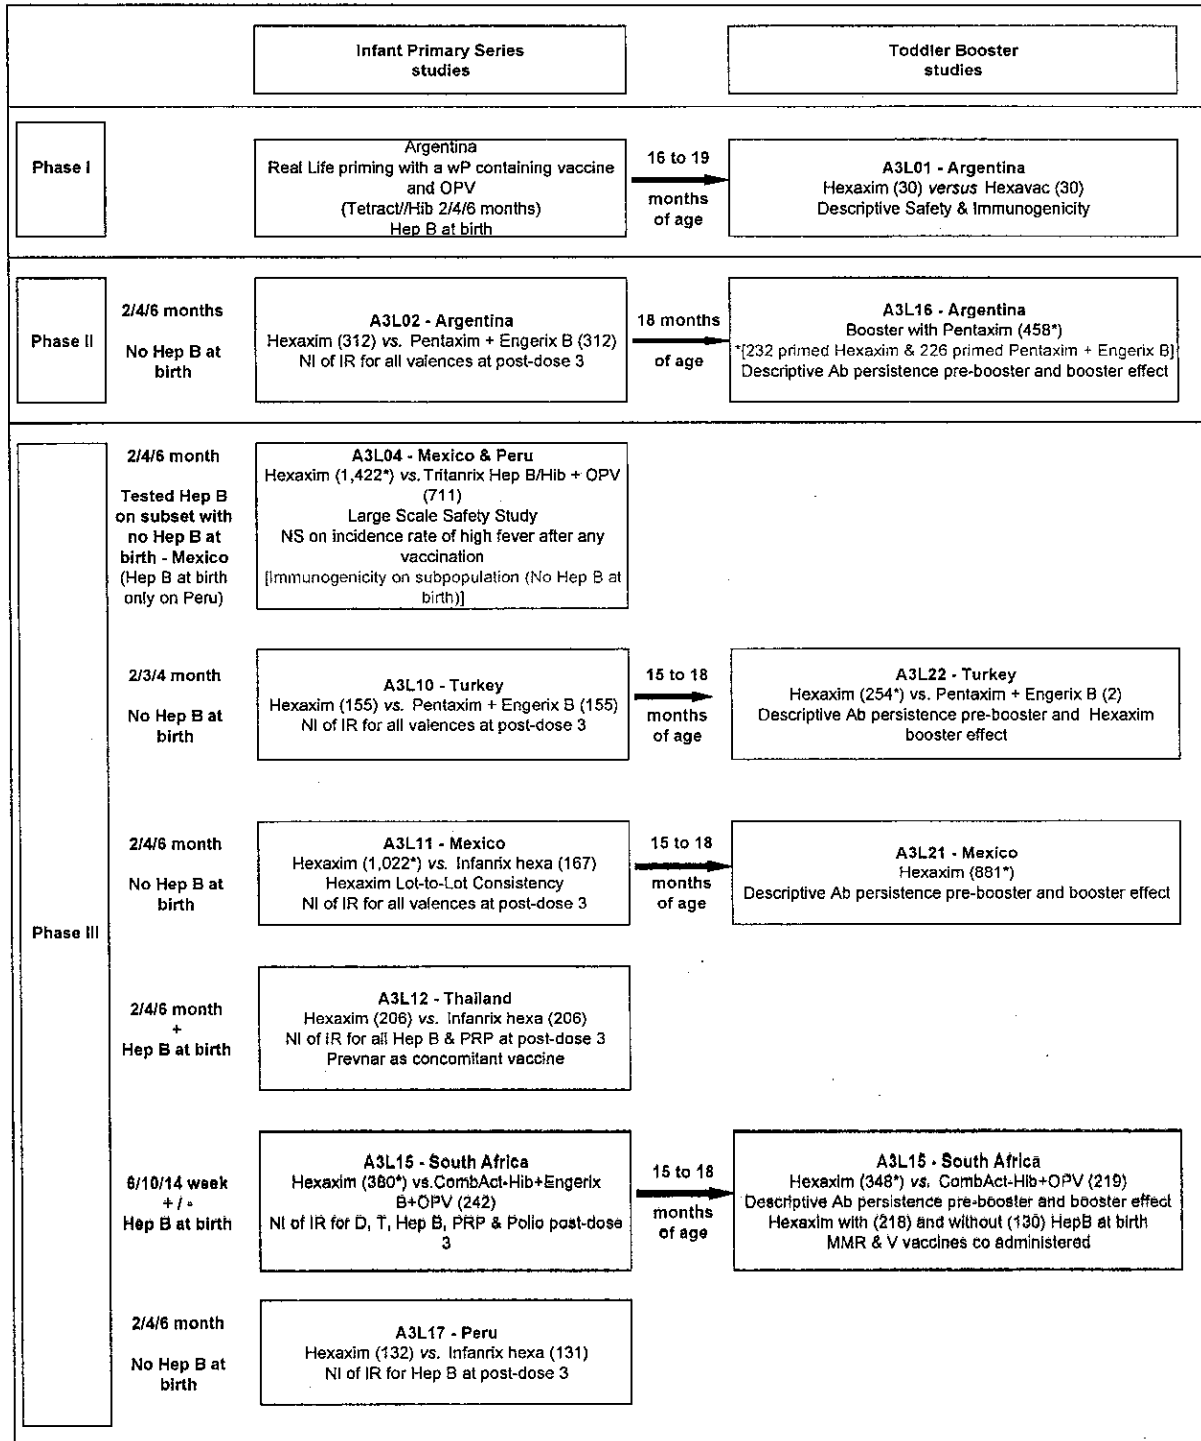 Infant Primary Series
studies
Toddler Booster
studies
Phase I
Argentina
Real Life priming with a wP containing vaccine
and OPV
(Tetract//Hib 2/4/6 months)
Hep B at birth
16 to 19
months
of age
A3L01 - Argentina
Hexaxim (30) versus Hexavac (30)
Descriptive Safety & Immunogenicity
Phase II
2/4/6 months
No Hep B at
birth
A3L02 - Argentina
Hexaxim (312) vs. Pentaxim + Engerix B (312)
NI of IR for all valences at post-dose 3
18 months
of age
A3L16 - Argentina
Booster with Pentaxim (458*)
*[232 primed Hexaxim & 226 primed Pentaxim + Engerix B]
Descriptive Ab persistence pre-booster and booster effect
Phase III
2/4/6 month
Tested Hep B
on subset with
no Hep B at
birth - Mexico
(Hep B at birth
only on Peru)
A3L04 - Mexico & Peru
Hexaxim (1,422*) vs. Tritanrix Hep B/Hib + OPV
(711)
Large Scale Safety Study
NS on incidence rate of high fever after any
vaccination
[Immunogenicity on subpopulation (No Hep B at
birth)]
2/3/4 month
No Hep B at
birth
A3L10 - Turkey
Hexaxim (155) vs. Pentaxim + Engerix B (155)
NI of IR for all valences at post-dose 3
15 to 18
months
of age
A3L22 - Turkey
Hexaxim (254*) vs. Pentaxim + Engerix B (2)
Descriptive Ab persistence pre-booster and Hexaxim
booster effect
2/4/6 month
No Hep B at
birth
A3L11 - Mexico
Hexaxim (1,022*) vs. Infanrix hexa (167)
Hexaxim Lot-to-Lot Consistency
NI of IR for all valences at post-dose 3
15 to 18
months
of age
A3L21 - Mexico
Hexaxim (881*)
Descriptive Ab persistence pre-booster and booster effect
2/4/6 month
+
Hep B at birth
A3L12 - Thailand
Hexaxim (206) vs. Infanrix hexa (206)
NI of IR for all Hep B & PRP at post-dose 3
Prevnar as concomitant vaccine
6/10/14 week
+ / -
Hep B at birth
A3L15 - South Africa
Hexaxim (380*) vs.CombAct-Hib+Engerix
B+OPV (242)
NI of IR for D, T, Hep B, PRP & Polio post-dose
3
15 to 18
months
of age
A3L15 - South Africa
Hexaxim (348*) vs. CombAct-Hib+OPV (219)
Descriptive Ab persistence pre-booster and booster effect
Hexaxim with (218) and without (130) HepB at birth
MMR & V vaccines co administered
2/4/6 month
No Hep B at
birth
A3L17 - Peru
Hexaxim (132) vs. Infanrix hexa (131)
NI of IR for Hep B at post-dose 3